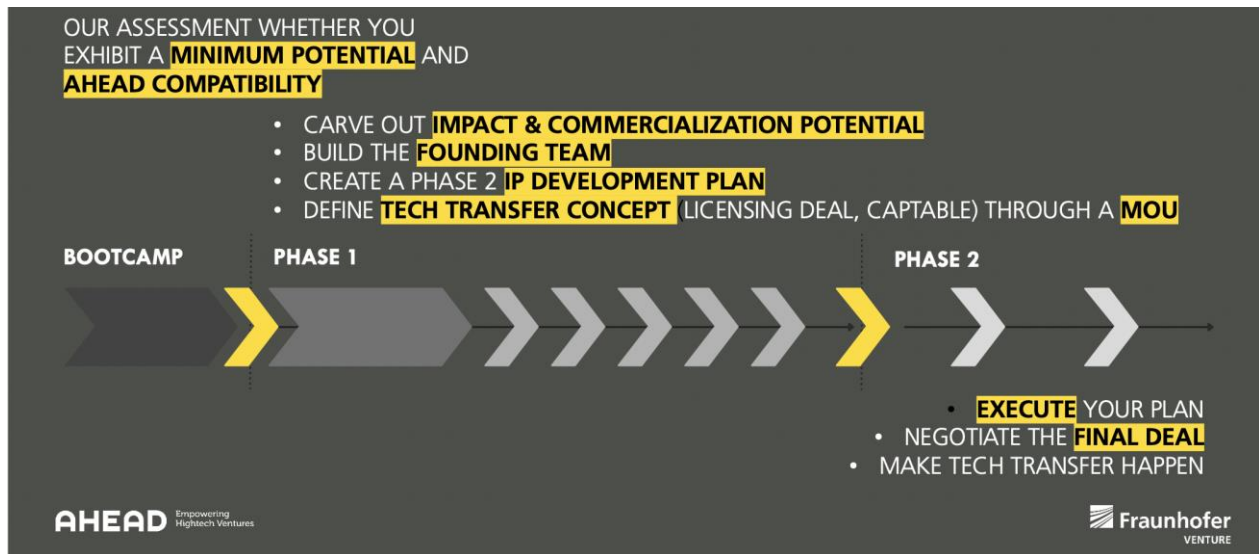 OUR ASSESSMENT WHETHER YOU
EXHIBIT A MINIMUM POTENTIAL AND
AHEAD COMPATIBILITY
• CARVE OUT IMPACT & COMMERCIALIZATION POTENTIAL
• BUILD THE FOUNDING TEAM
• CREATE A PHASE 2 IP DEVELOPMENT PLAN
• DEFINE TECH TRANSFER CONCEPT (LICENSING DEAL, CAPTABLE) THROUGH A MOU
BOOTCAMP
PHASE 1
PHASE 2
• EXECUTE YOUR PLAN
• NEGOTIATE THE FINAL DEAL
• MAKE TECH TRANSFER HAPPEN
AHEAD
Empowering
Hightech Ventures
Fraunhofer
VENTURE